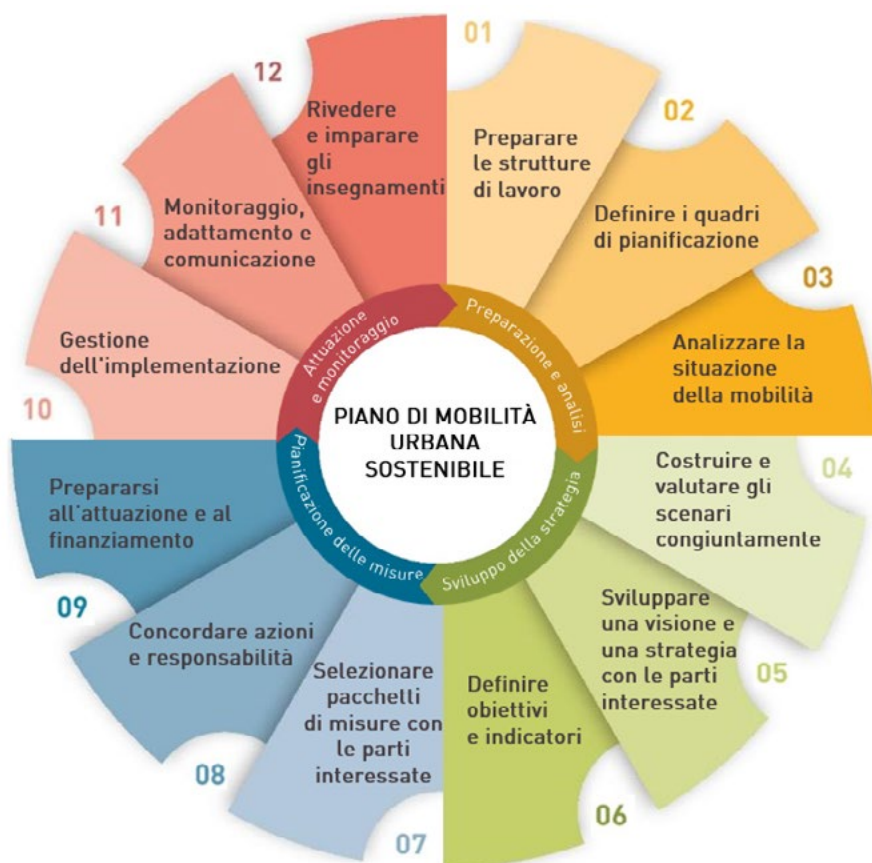 PIANO DI MOBILITÀ
URBANA
SOSTENIBILE
Preparazione e analisi
Sviluppo della strategia
Pianificazione delle misure
Attuazione
e monitoraggio
01
Preparare
le strutture
di lavoro
02
Definire i quadri
di pianificazione
03
Analizzare la
situazione
della mobilità
04
Costruire e
valutare gli
scenari
congiuntamente
05
Sviluppare
una visione e
una strategia
con le parti
interessate
06
Definire
obiettivi
e indicatori
07
Selezionare
pacchetti
di misure con
le parti
interessate
08
Concordare azioni
e responsabilità
09
Prepararsi
all'attuazione e al
finanziamento
10
Gestione
dell'implementazione
11
Monitoraggio,
adattamento e
comunicazione
12
Rivedere
e imparare
gli
insegnamenti